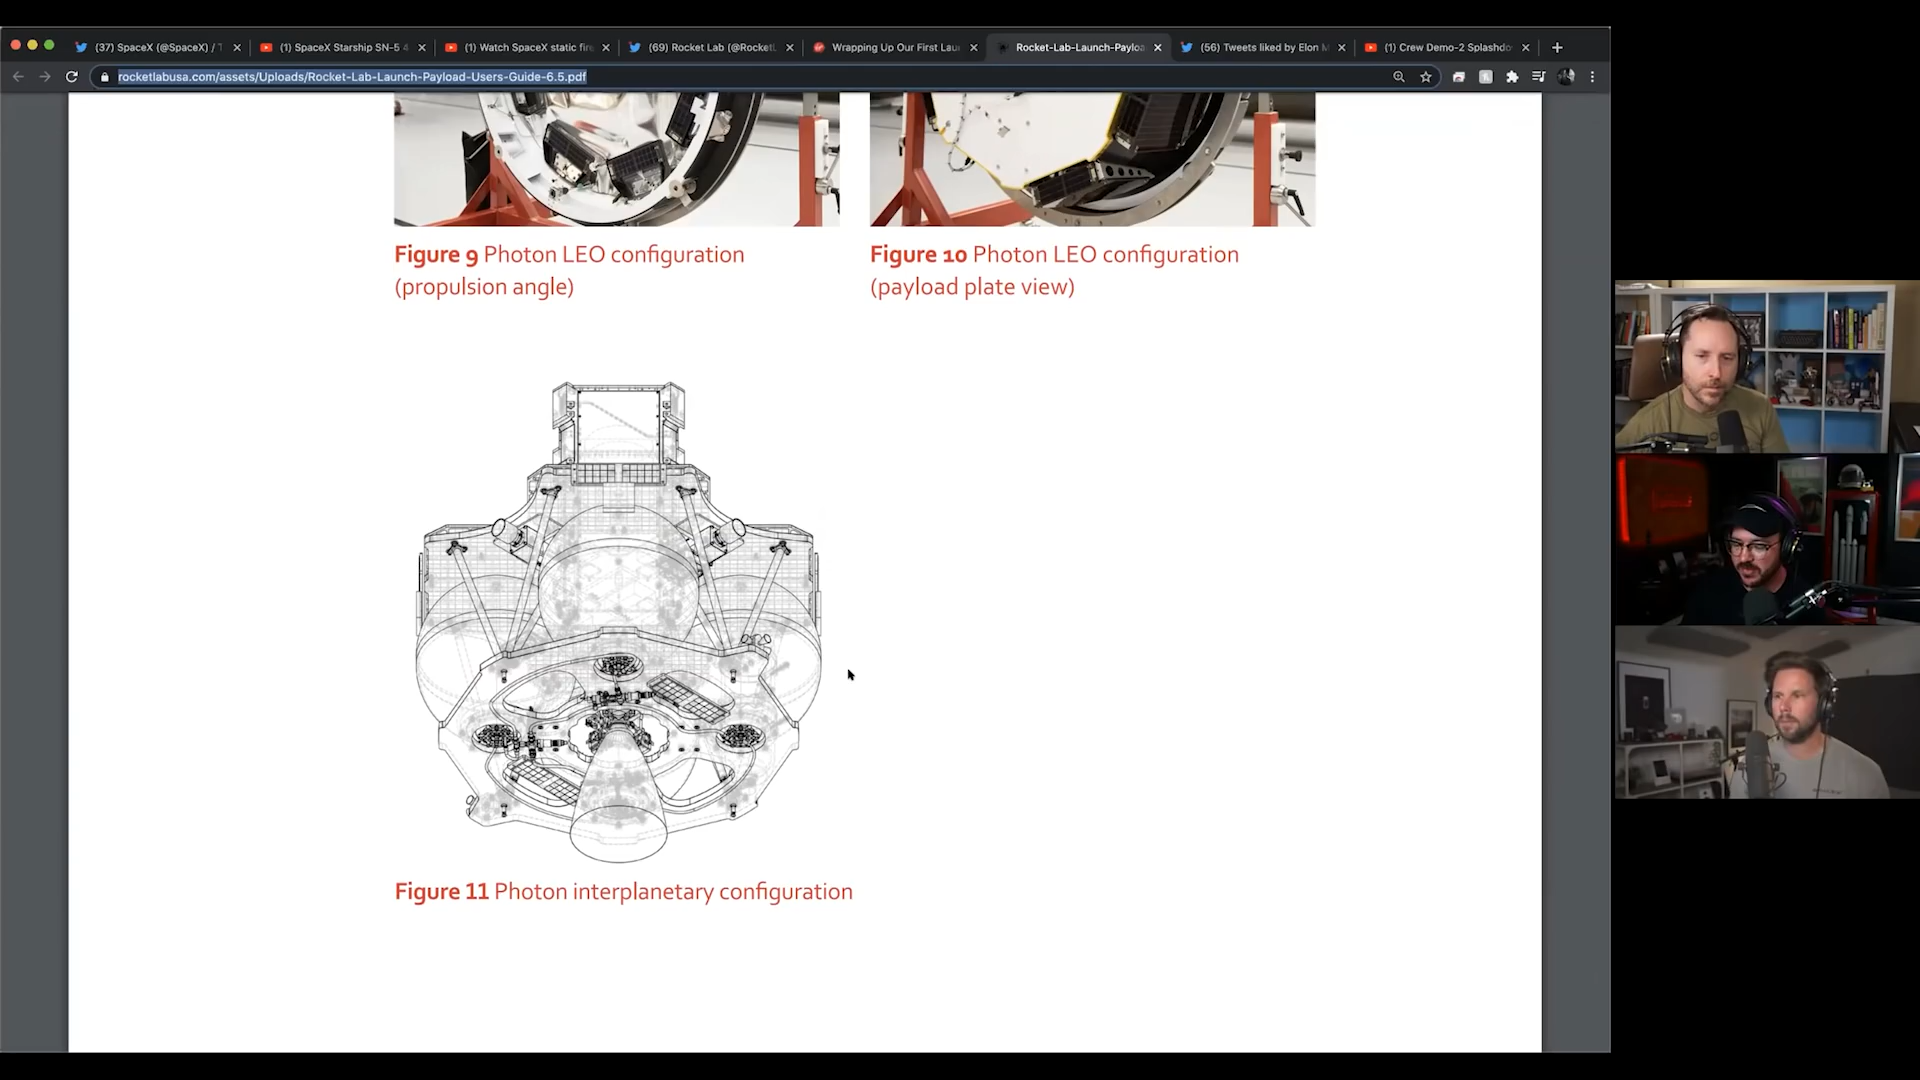 (37) SpaceX (@SpaceX) / T
(1) SpaceX Starship SN-5 4
(1) Watch SpaceX static fire
(69) Rocket Lab (@RocketL
Wrapping Up Our First Lau
Rocket-Lab-Launch-Payloa
(56) Tweets liked by Elon M
(1) Crew Demo-2 Splashdo
rocketlabusa.com/assets/Uploads/Rocket-Lab-Launch-Payload-Users-Guide-6.5.pdf
Figure 9 Photon LEO configuration
(propulsion angle)
Figure 10 Photon LEO configuration
(payload plate view)
Figure 11 Photon interplanetary configuration